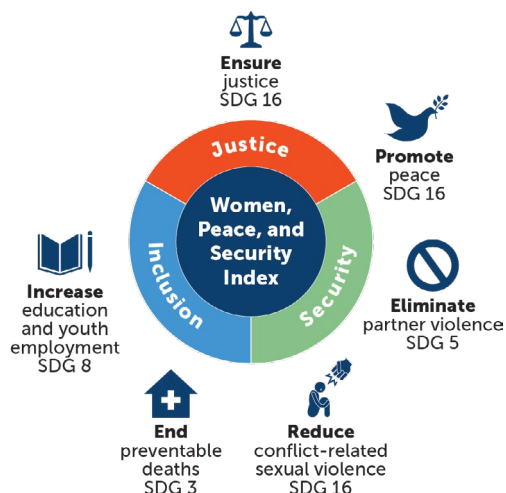 Ensure
justice
SDG 16
Promote
peace
SDG 16
Justice
Women,
Peace, and
Security
Index
Inclusion
Security
Increase
education
and youth
employment
SDG 8
Eliminate
partner violence
SDG 5
End
preventable
deaths
SDG 3
Reduce
conflict-related
sexual violence
SDG 16